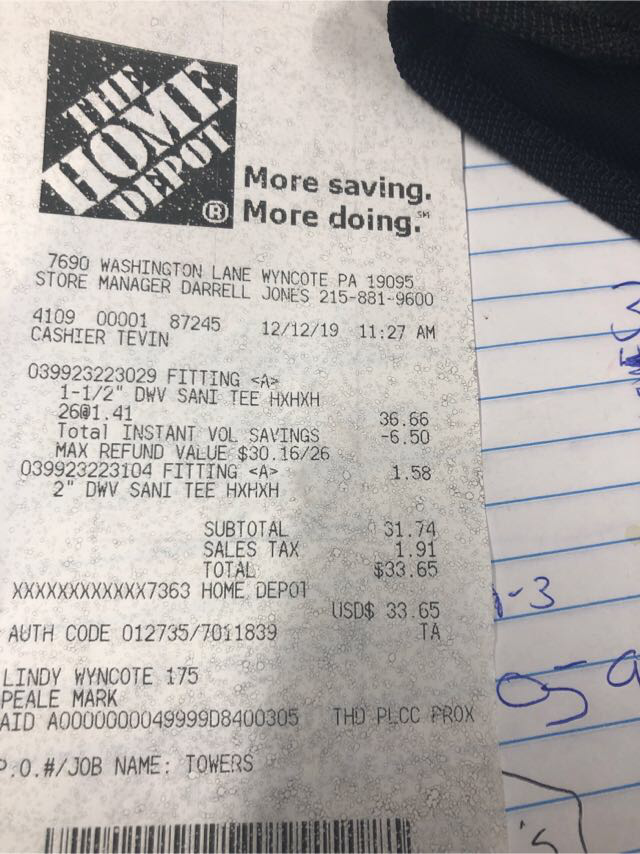 THE
HOME
DEPOT
®
More saving.
More doing.℠
7690 WASHINGTON LANE WYNCOTE PA 19095
STORE MANAGER DARRELL JONES 215-881-9600
4109 00001 87245 12/12/19 11:27 AM
CASHIER TEVIN
039923223029 FITTING <A>
1-1/2" DWV SANI TEE HXHXH
26@1.41 36.66
Total INSTANT VOL SAVINGS -6.50
MAX REFUND VALUE $30.16/26
039923223104 FITTING <A> 1.58
2" DWV SANI TEE HXHXH
SUBTOTAL 31.74
SALES TAX 1.91
TOTAL $33.65
XXXXXXXXXXXX7363 HOME DEPOT
USD$ 33.65
AUTH CODE 012735/7011839 TA
LINDY WYNCOTE 175
PEALE MARK
AID A0000000049999D8400305 THD PLCC PROX
P.O.#/JOB NAME: TOWERS
-3
's